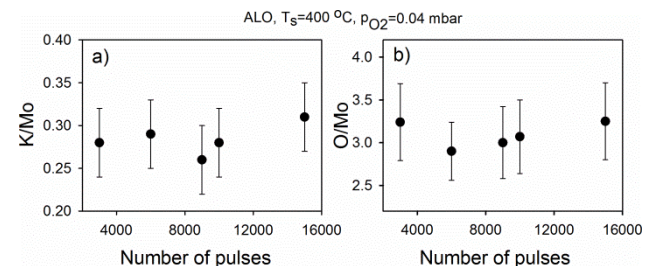 ALO, Ts=400 °C, pO2=0.04 mbar
a)
K/Mo
0.40
0.35
0.30
0.25
0.20
4000 8000 12000 16000
Number of pulses
b)
O/Mo
4.0
3.5
3.0
2.5
4000 8000 12000 16000
Number of pulses